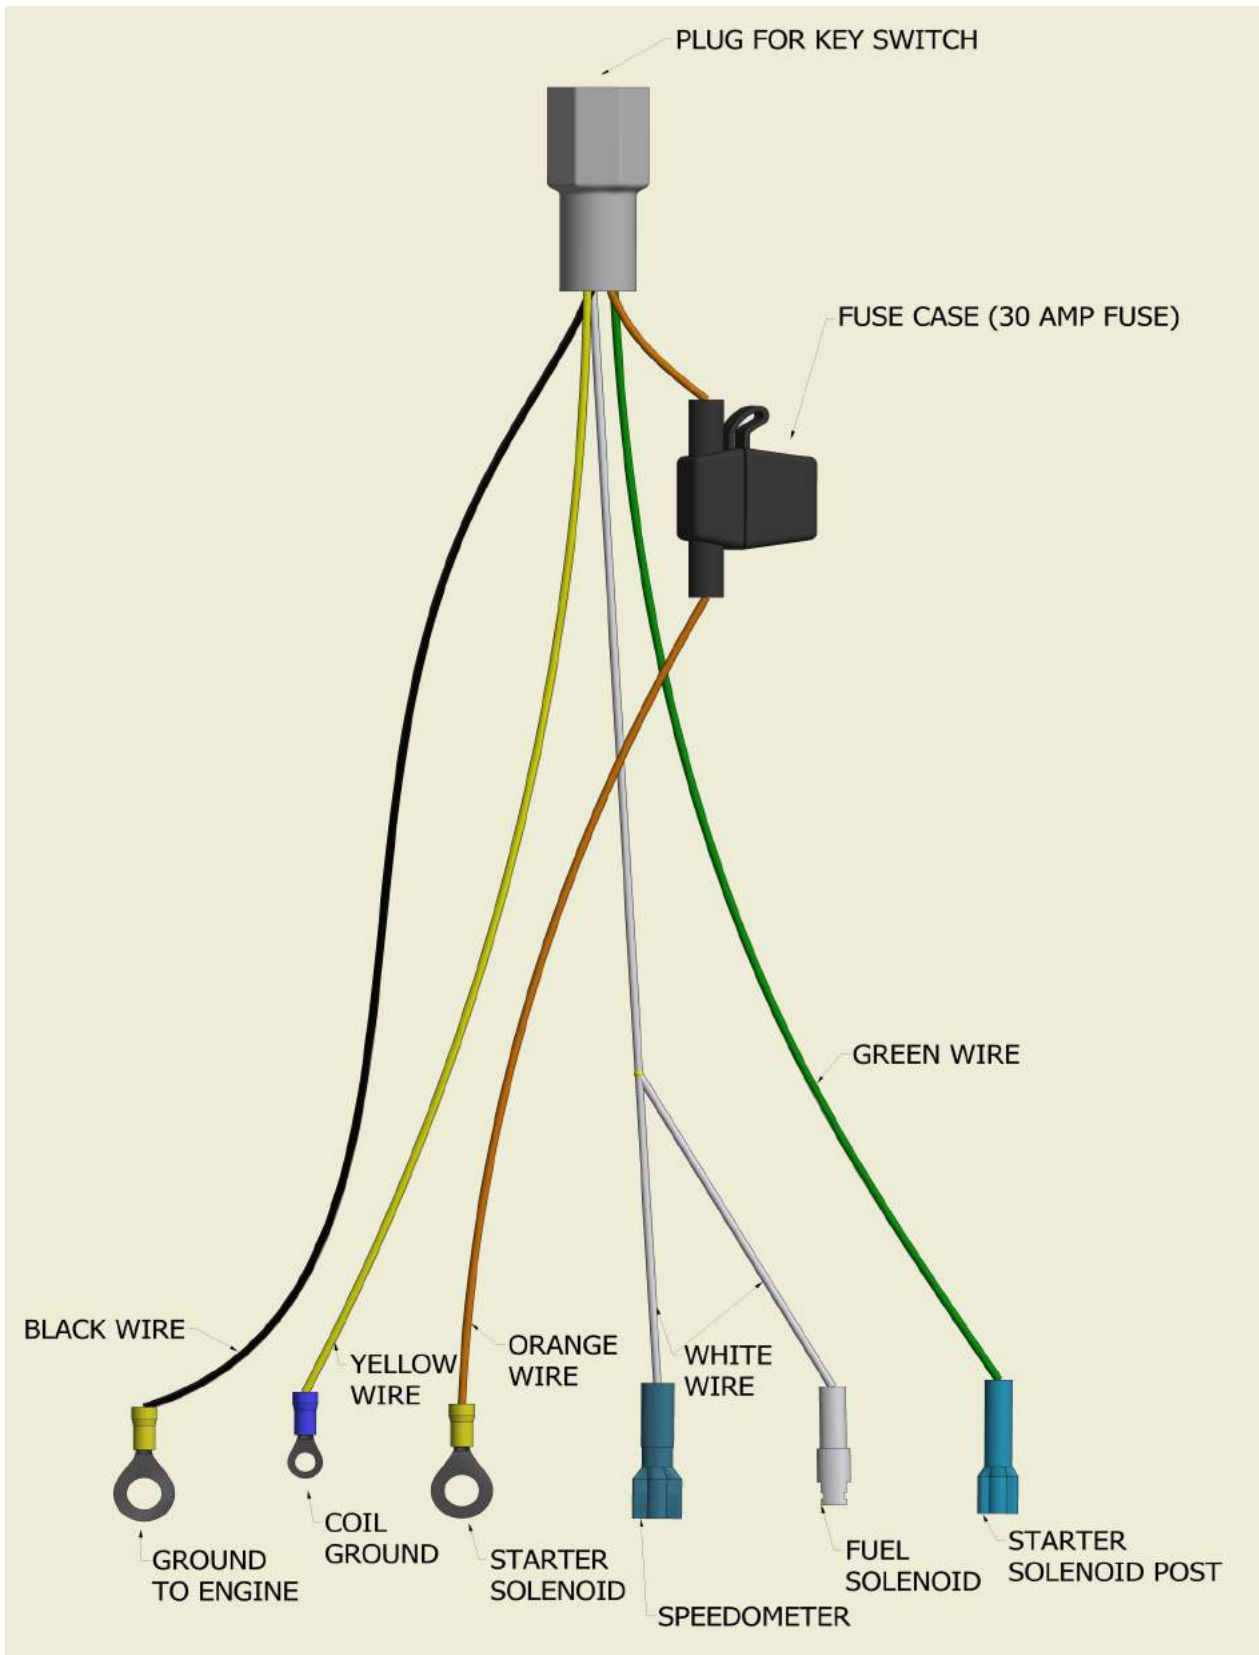 PLUG FOR KEY SWITCH
FUSE CASE (30 AMP FUSE)
GREEN WIRE
BLACK WIRE
YELLOW
WIRE
ORANGE
WIRE
WHITE
WIRE
GROUND
TO ENGINE
COIL
GROUND
STARTER
SOLENOID
SPEEDOMETER
FUEL
SOLENOID
STARTER
SOLENOID POST